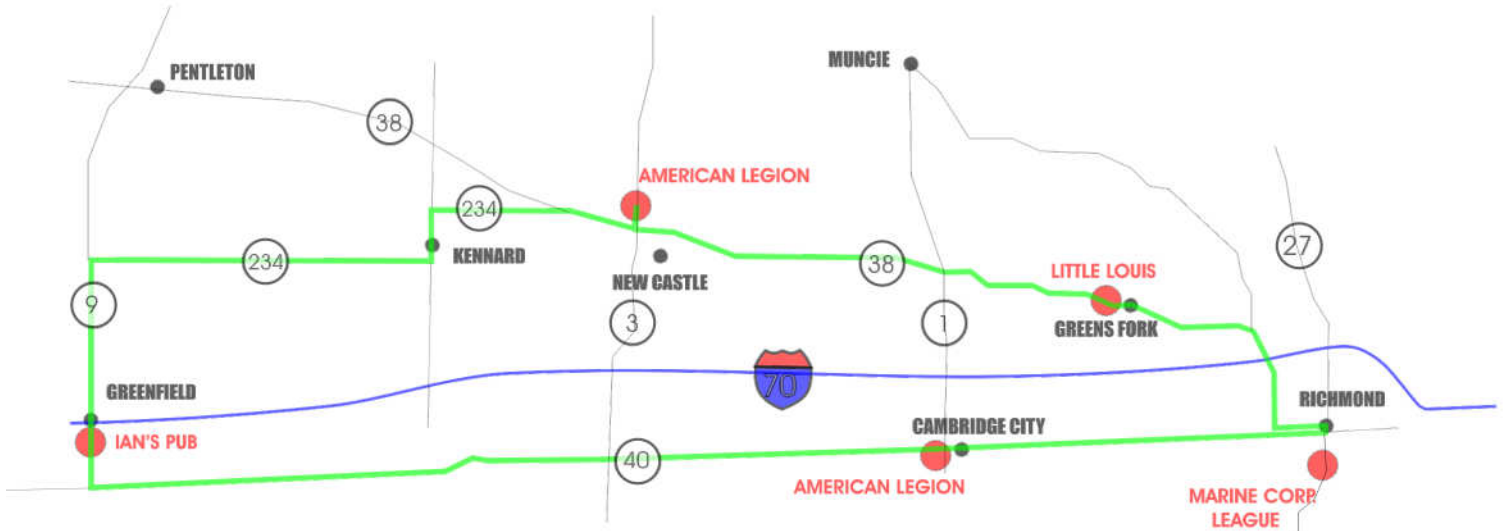 PENTLETON
MUNCIE
38
AMERICAN LEGION
234
KENNARD
234
NEW CASTLE
38
27
LITTLE LOUIS
9
3
1
GREENS FORK
70
GREENFIELD
RICHMOND
IAN'S PUB
CAMBRIDGE CITY
40
AMERICAN LEGION
MARINE CORP.
LEAGUE